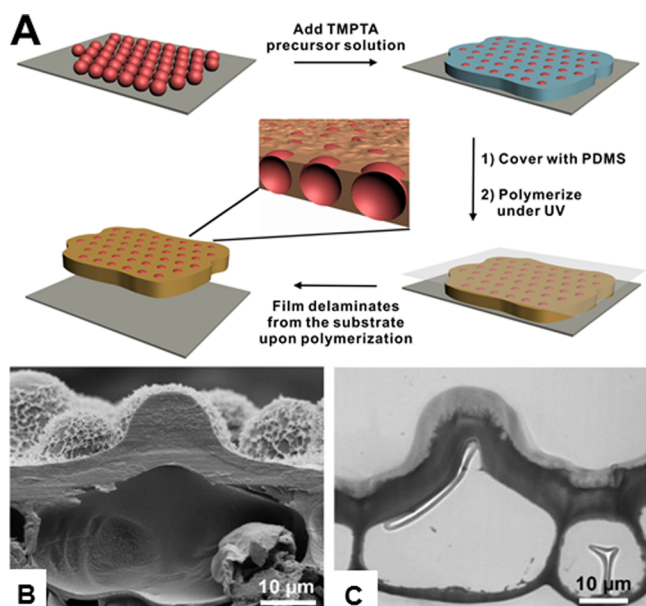 A
Add TMPTA
precursor solution
1) Cover with PDMS
2) Polymerize
under UV
Film delaminates
from the substrate
upon polymerization
B
10 µm
C
10 µm